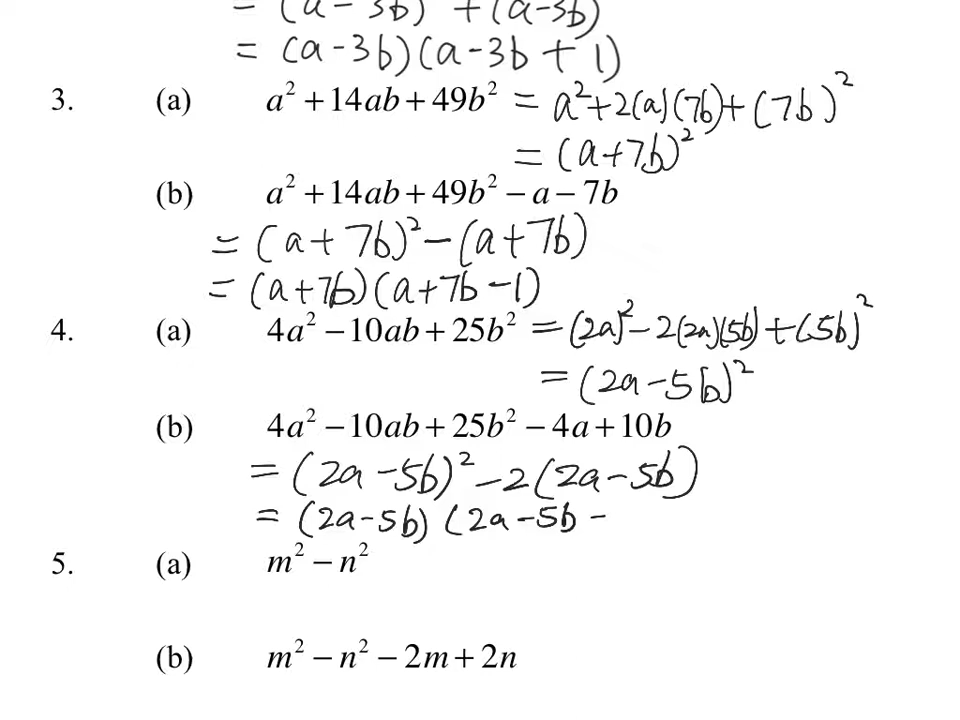 = (a - 3b) + (a-3b)
= (a-3b)(a-3b + 1)
3. (a) a² + 14ab + 49b² = a² + 2(a)(7b) + (7b)²
= (a+7b)²
(b) a² + 14ab + 49b² − a − 7b
= (a + 7b)² − (a + 7b)
= (a+7b)(a+7b −1)
4. (a) 4a² − 10ab + 25b² = (2a)² − 2(2a)(5b) + (5b)²
= (2a−5b)²
(b) 4a² − 10ab + 25b² − 4a + 10b
= (2a −5b)² − 2(2a−5b)
= (2a−5b)(2a−5b −
5. (a) m² − n²
(b) m² − n² − 2m + 2n